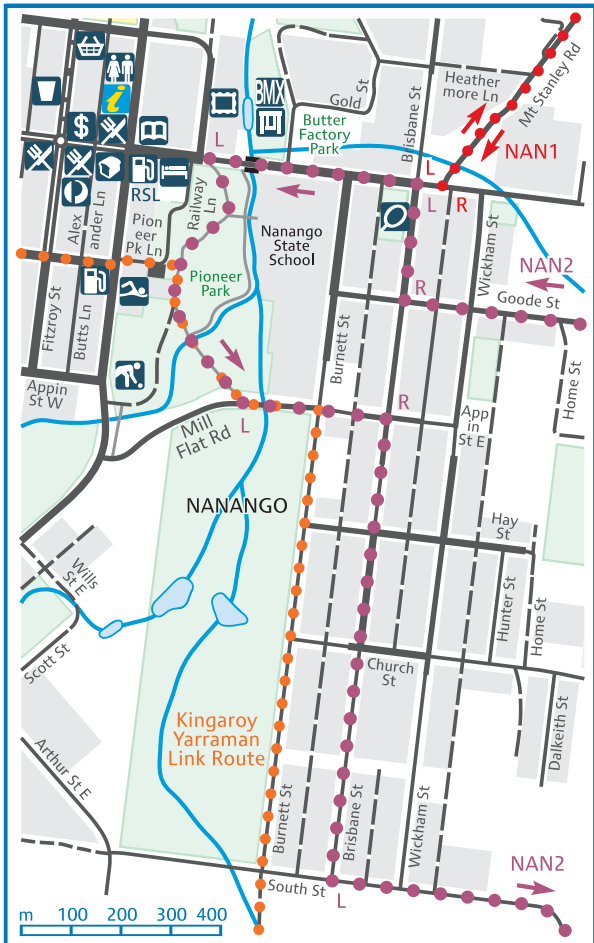 BMX
i
$
RSL
Gold
St
Heather
more Ln
Mt Stanley Rd
Brisbane St
Butter
Factory
Park
NAN1
L
L
L
R
Railway
Ln
Alex
ander Ln
Pion
eer
Pk Ln
Nanango
State
School
Wickham St
NAN2
Pioneer
Park
R
Goode St
Fitzroy St
Butts Ln
Burnett St
Home St
Appin
St W
L
R
App
in
St E
Mill
Flat Rd
NANANGO
Hay
St
Wills
St E
Hunter St
Home St
Scott St
Church
St
Kingaroy
Yarraman
Link Route
Dalkeith St
Arthur St E
Burnett St
Brisbane St
Wickham St
NAN2
South St
L
m 100 200 300 400